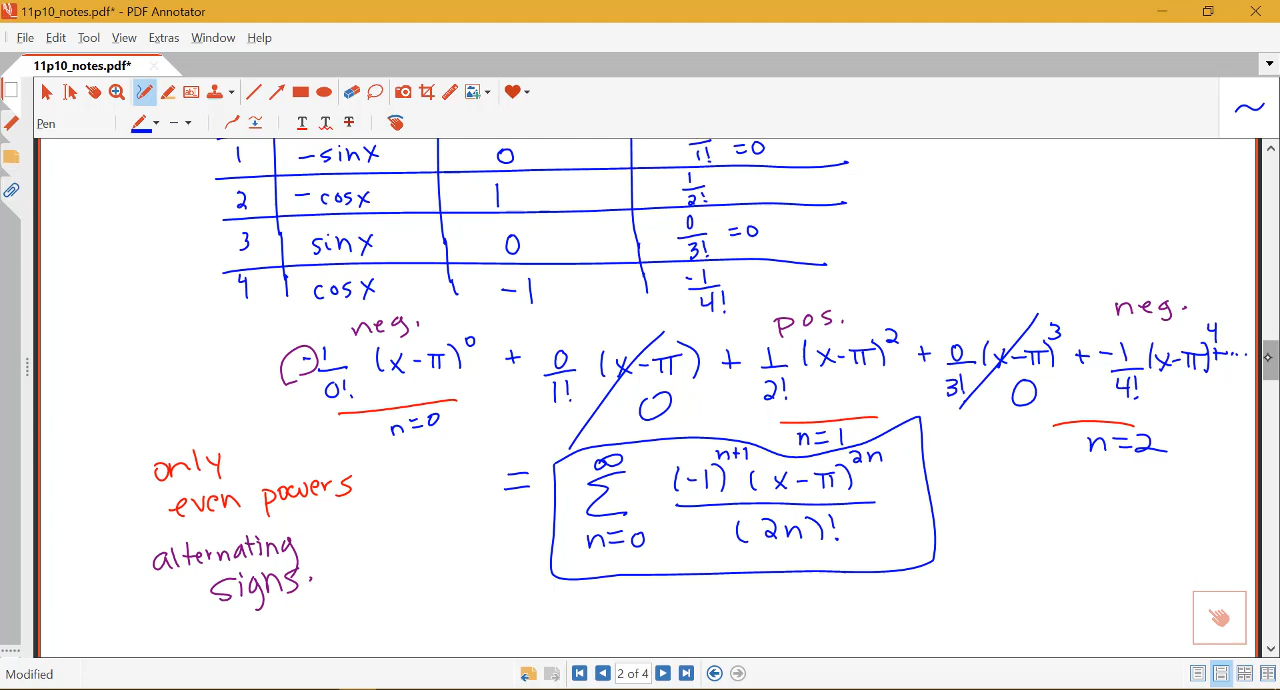 11p10_notes.pdf* - PDF Annotator
File Edit Tool View Extras Window Help
11p10_notes.pdf*
Pen
1 -sinx 0 0/1! =0
2 -cosx 1 1/2!
3 sinx 0 0/3! =0
4 cosx -1 -1/4!
neg. pos. neg.
-1/0! (x-π)^0 + 0/1! (x-π) + 1/2! (x-π)^2 + 0/3! (x-π)^3 + -1/4! (x-π)^4 + ...
0 0
n=0 n=1 n=2
= ∞ Σ n=0 (-1)^n+1 (x-π)^2n / (2n)!
only
even powers
alternating
signs.
Modified
2 of 4